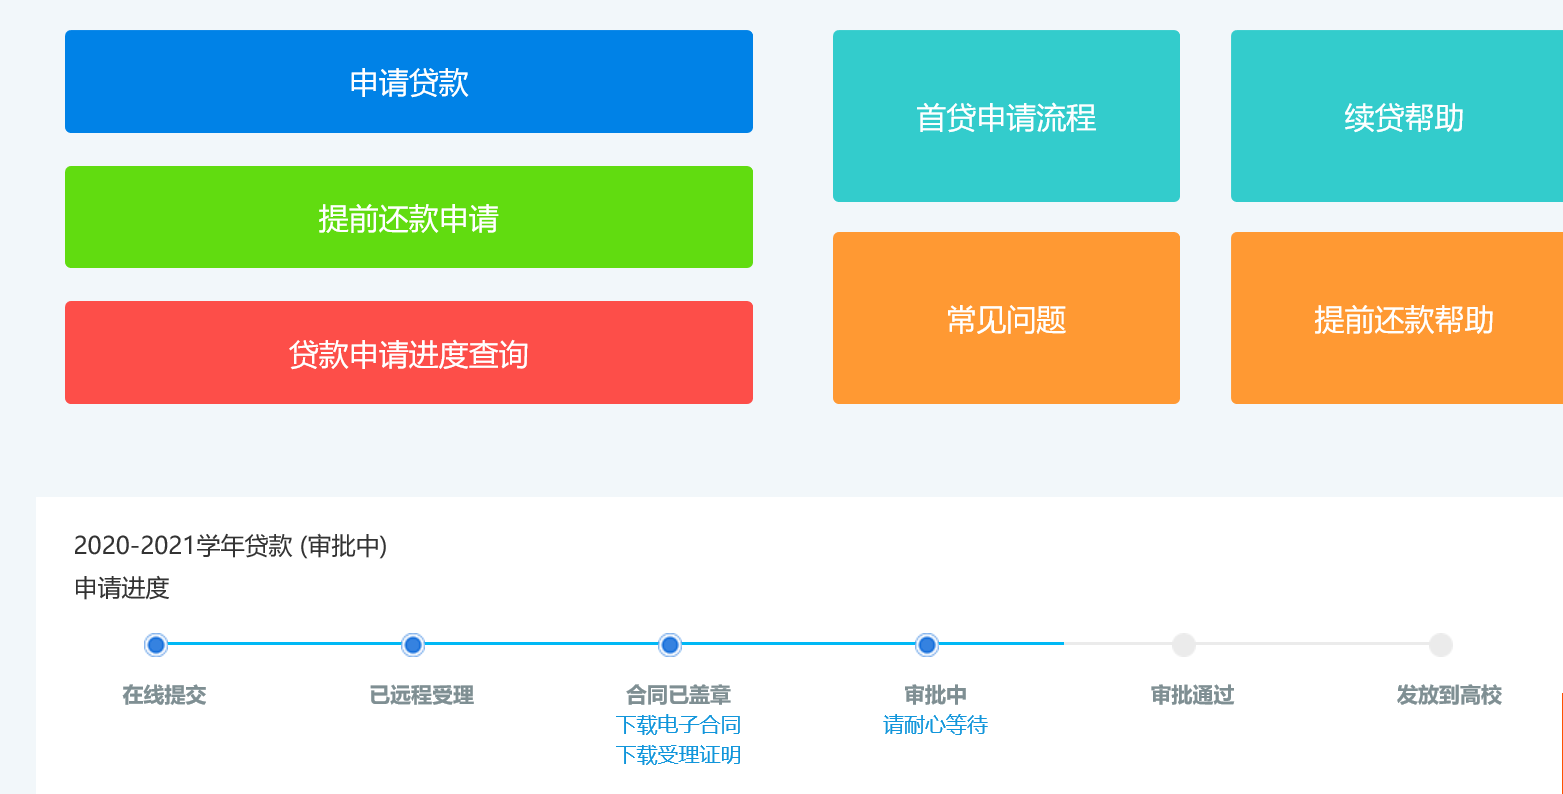 申请贷款
提前还款申请
贷款申请进度查询
首贷申请流程
续贷帮助
常见问题
提前还款帮助
2020-2021学年贷款 (审批中)
申请进度
在线提交
已远程受理
合同已盖章
下载电子合同
下载受理证明
审批中
请耐心等待
审批通过
发放到高校